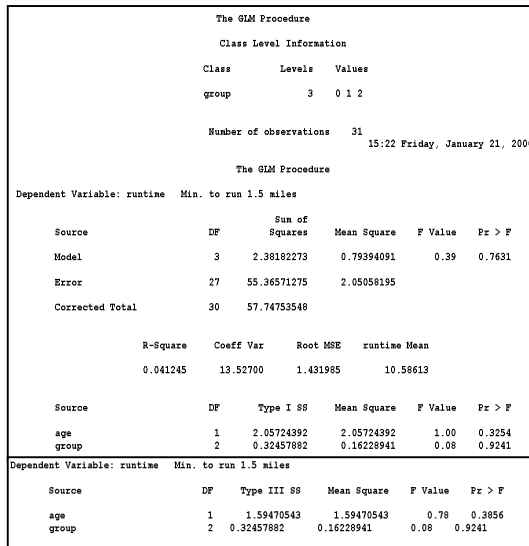 The GLM Procedure
Class Level Information
Class Levels Values
group 3 0 1 2
Number of observations 31
15:22 Friday, January 21, 200
The GLM Procedure
Dependent Variable: runtime Min. to run 1.5 miles
Sum of
Source DF Squares Mean Square F Value Pr > F
Model 3 2.38182273 0.79394091 0.39 0.7631
Error 27 55.36571275 2.05058195
Corrected Total 30 57.74753548
R-Square Coeff Var Root MSE runtime Mean
0.041245 13.52700 1.431985 10.58613
Source DF Type I SS Mean Square F Value Pr > F
age 1 2.05724392 2.05724392 1.00 0.3254
group 2 0.32457882 0.16228941 0.08 0.9241
Dependent Variable: runtime Min. to run 1.5 miles
Source DF Type III SS Mean Square F Value Pr > F
age 1 1.59470543 1.59470543 0.78 0.3856
group 2 0.32457882 0.16228941 0.08 0.9241